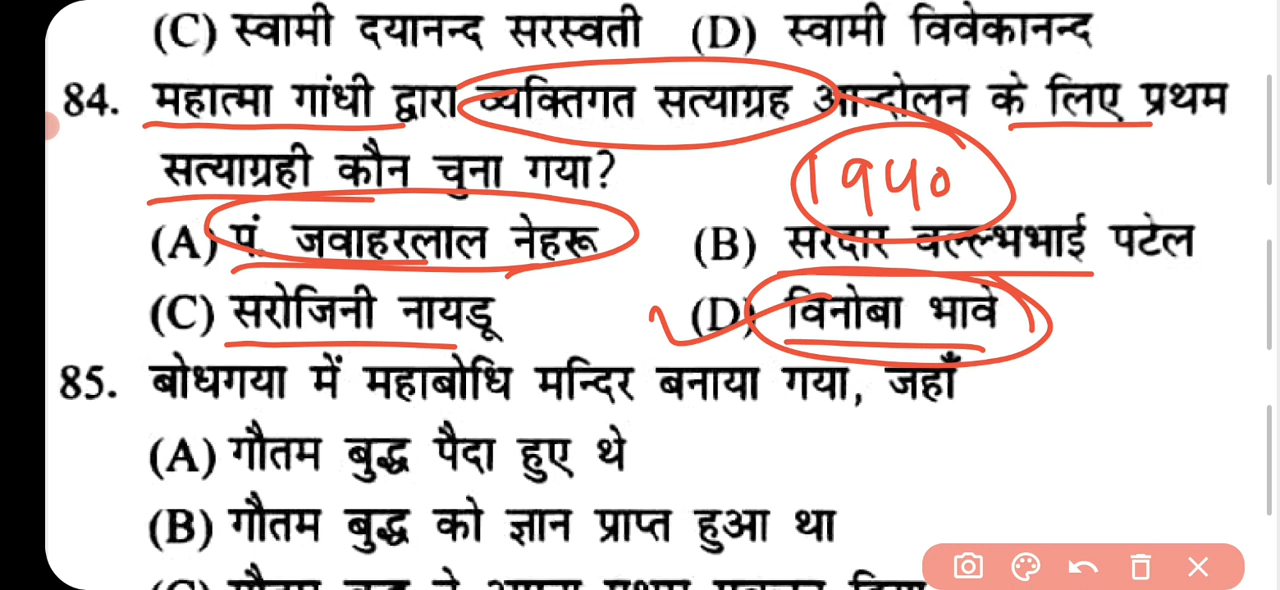 (C) स्वामी दयानन्द सरस्वती (D) स्वामी विवेकानन्द
84. महात्मा गांधी द्वारा व्यक्तिगत सत्याग्रह आन्दोलन के लिए प्रथम
सत्याग्रही कौन चुना गया?
1940
(A) पं. जवाहरलाल नेहरू (B) सरदार वल्लभभाई पटेल
(C) सरोजिनी नायडू (D) विनोबा भावे
85. बोधगया में महाबोधि मन्दिर बनाया गया, जहाँ
(A) गौतम बुद्ध पैदा हुए थे
(B) गौतम बुद्ध को ज्ञान प्राप्त हुआ था